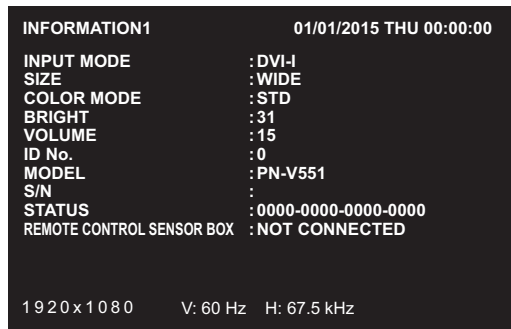 INFORMATION1 01/01/2015 THU 00:00:00
INPUT MODE :DVI-I
SIZE :WIDE
COLOR MODE :STD
BRIGHT :31
VOLUME :15
ID No. :0
MODEL :PN-V551
S/N :
STATUS :0000-0000-0000-0000
REMOTE CONTROL SENSOR BOX :NOT CONNECTED
1920x1080 V: 60 Hz H: 67.5 kHz